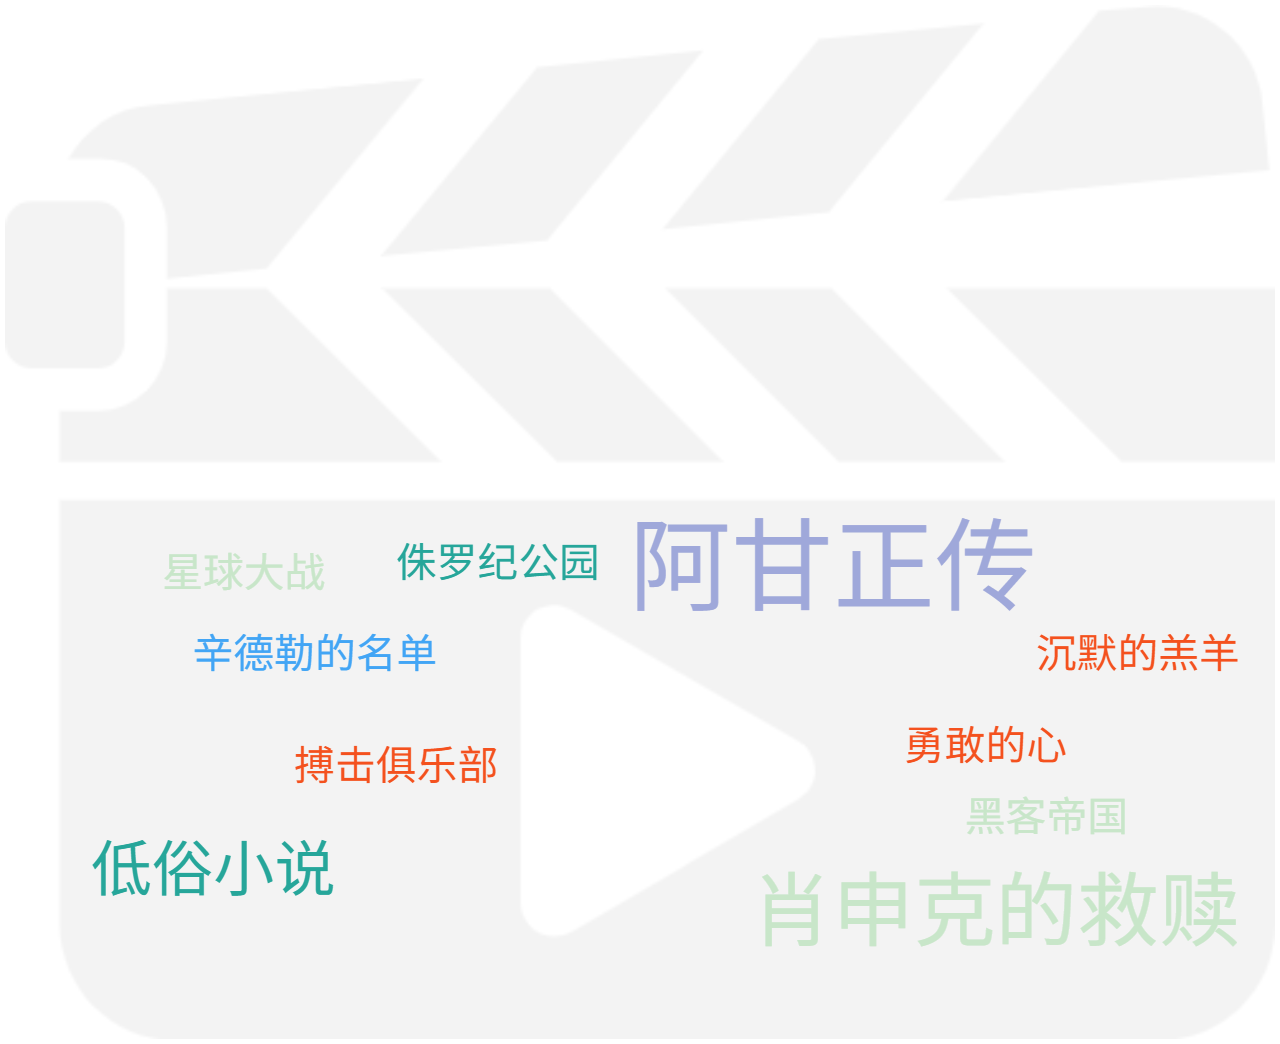 阿甘正传
侏罗纪公园
星球大战
辛德勒的名单
沉默的羔羊
勇敢的心
搏击俱乐部
黑客帝国
低俗小说
肖申克的救赎